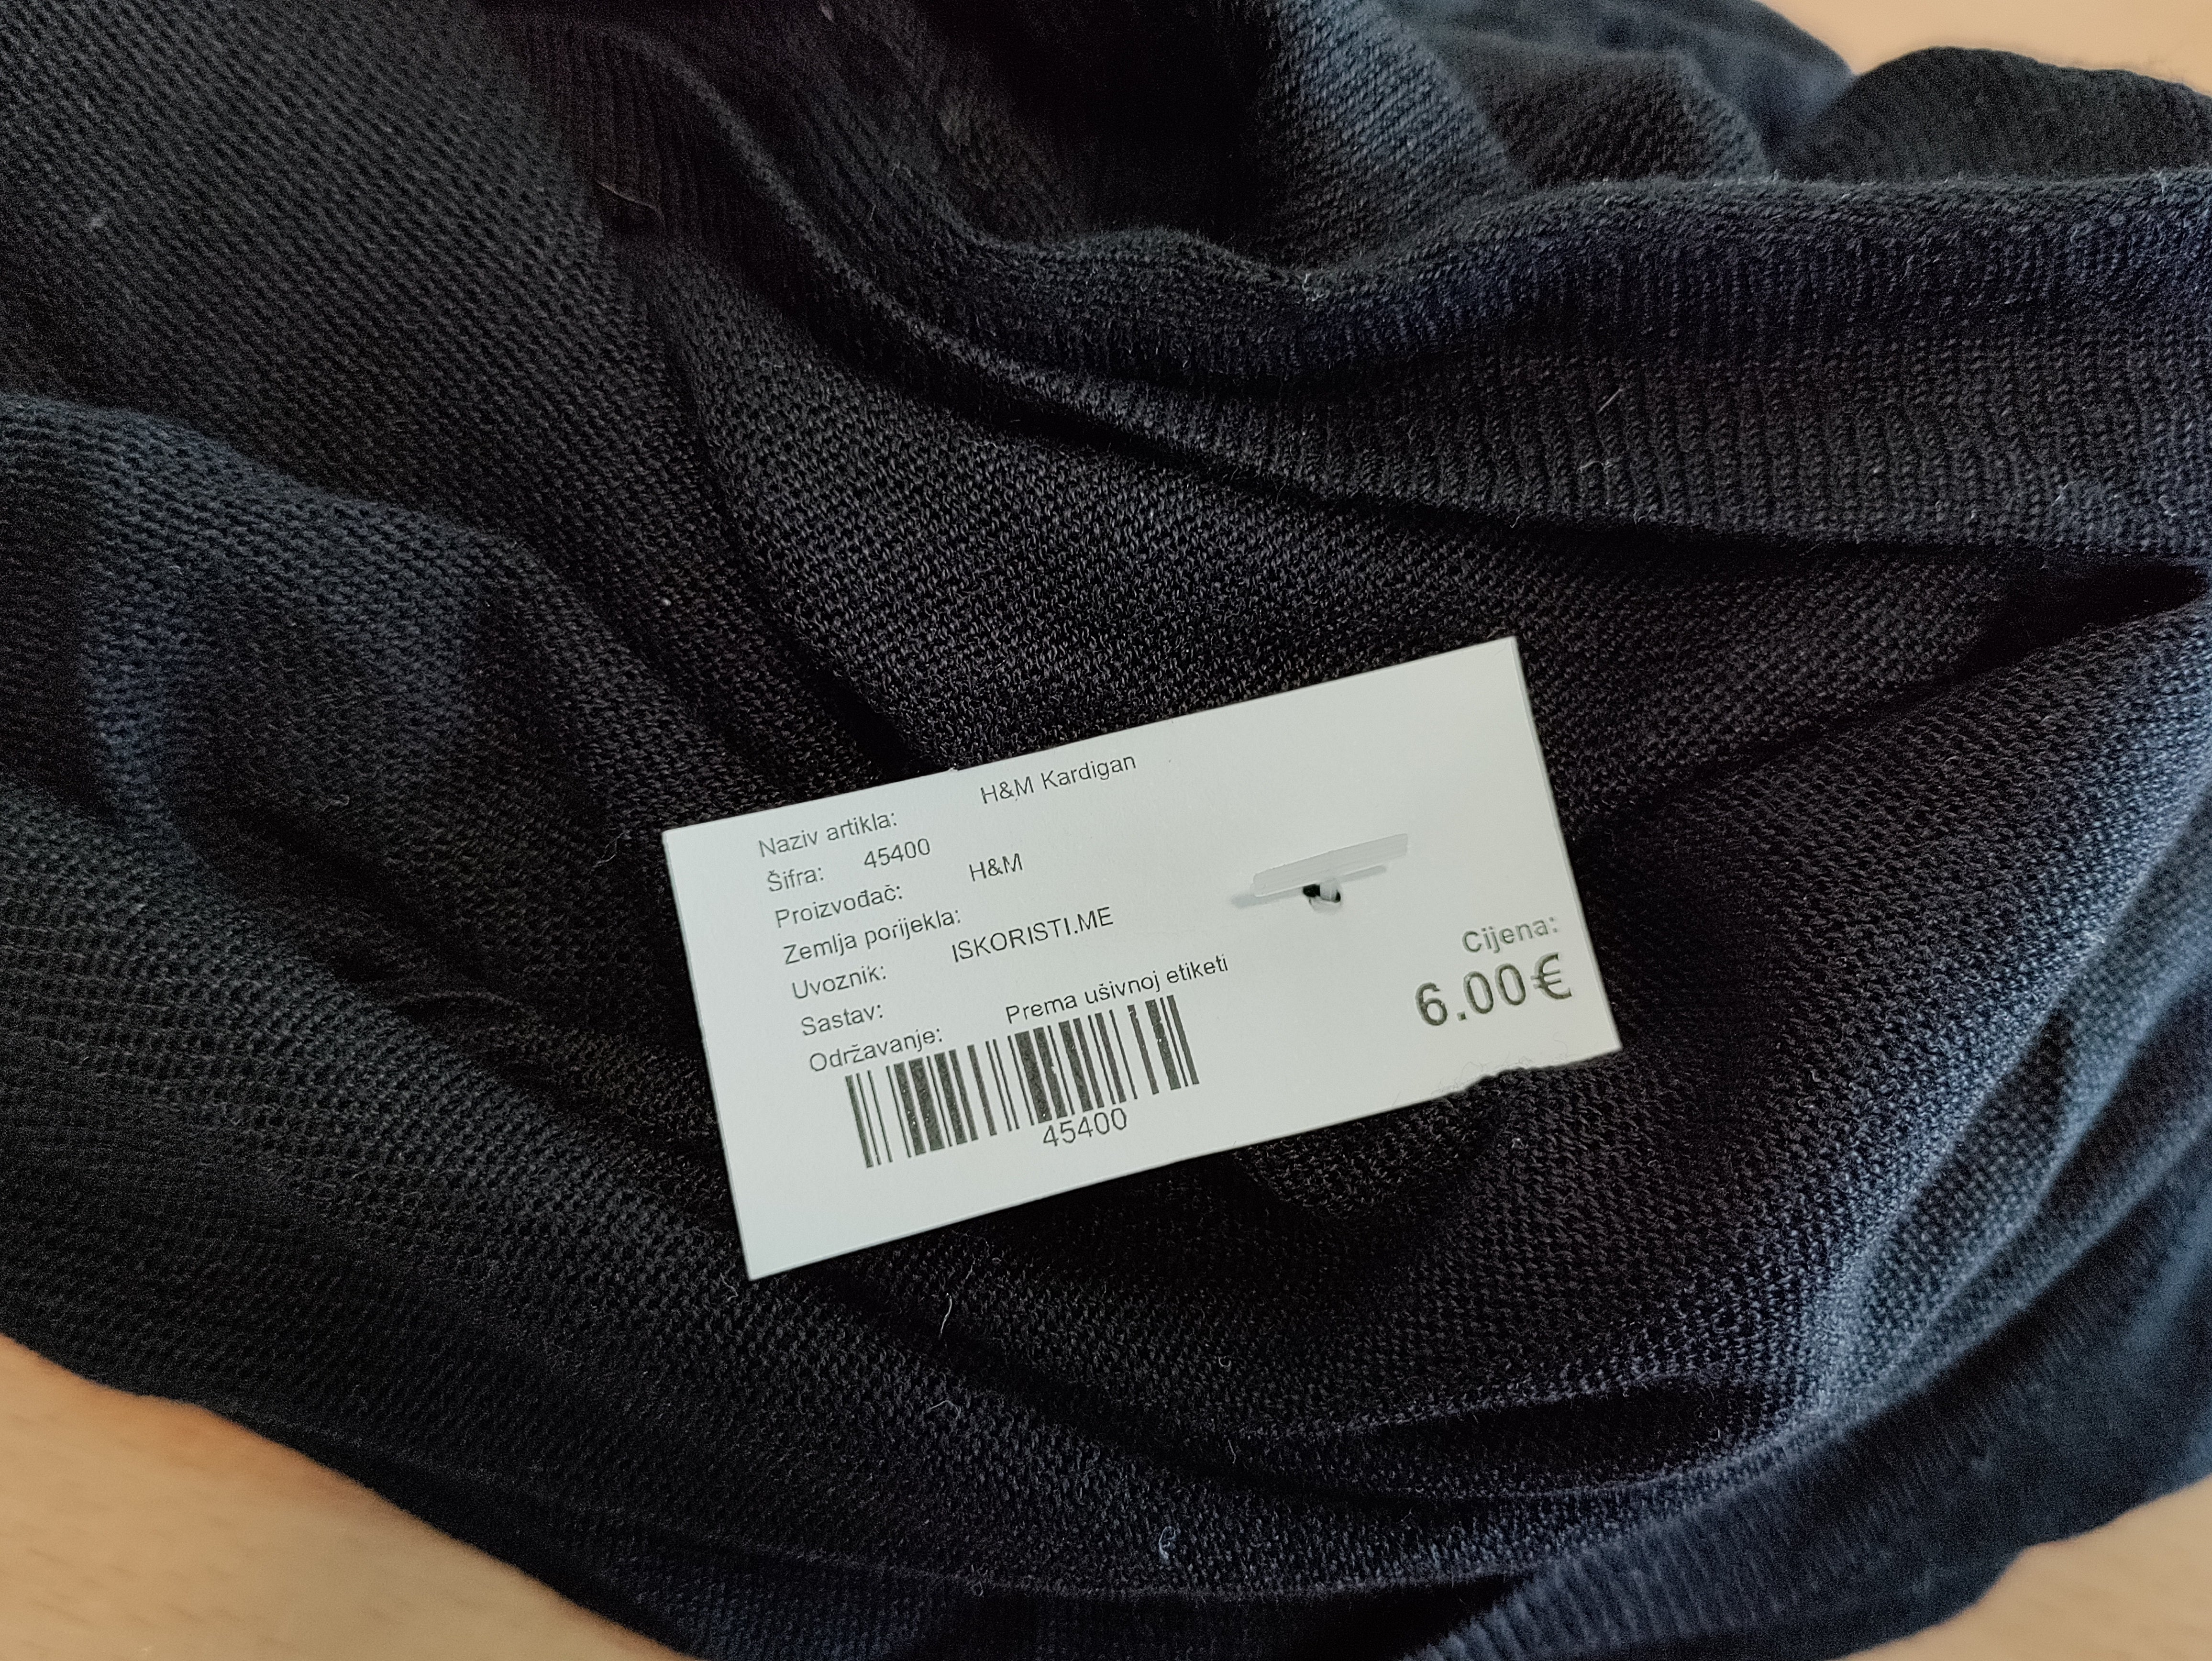 Naziv artikla: H&M Kardigan
Šifra: 45400
Proizvođač: H&M
Zemlja porijekla:
Uvoznik: ISKORISTI.ME
Sastav:
Održavanje: Prema ušivnoj etiketi
45400
Cijena:
6.00€